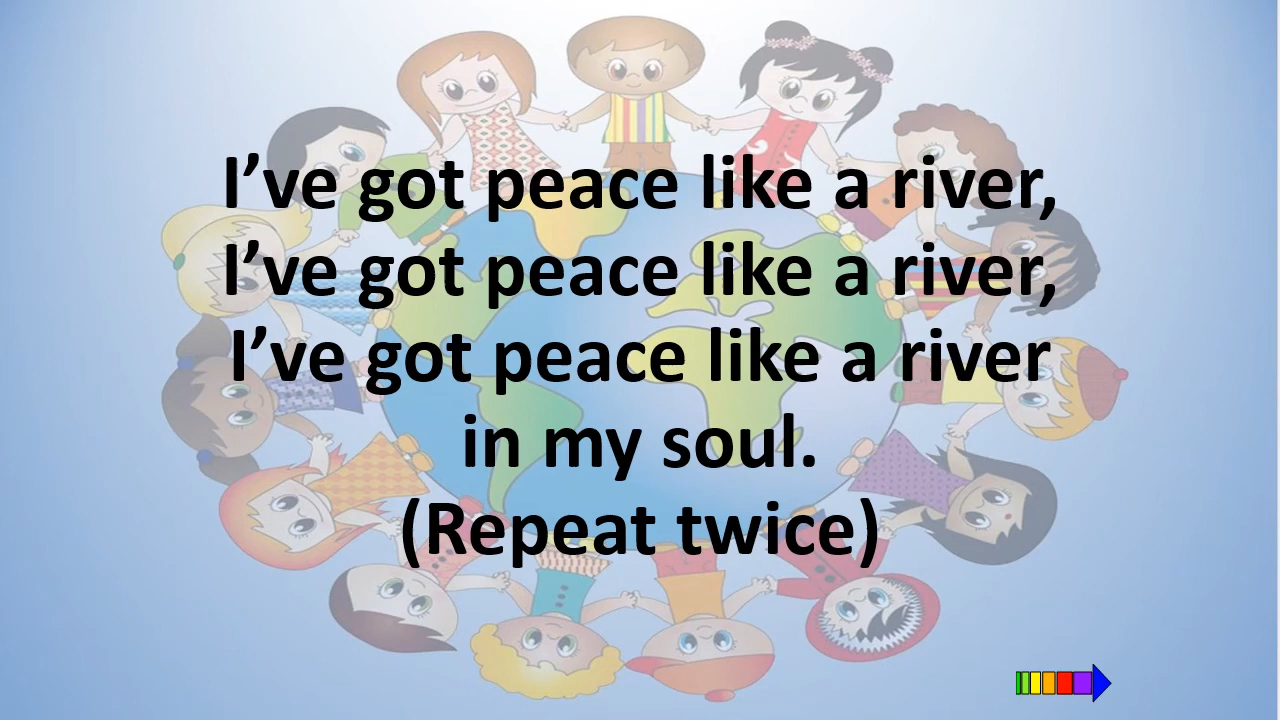 I’ve got peace like a river,
I’ve got peace like a river,
I’ve got peace like a river
in my soul.
(Repeat twice)